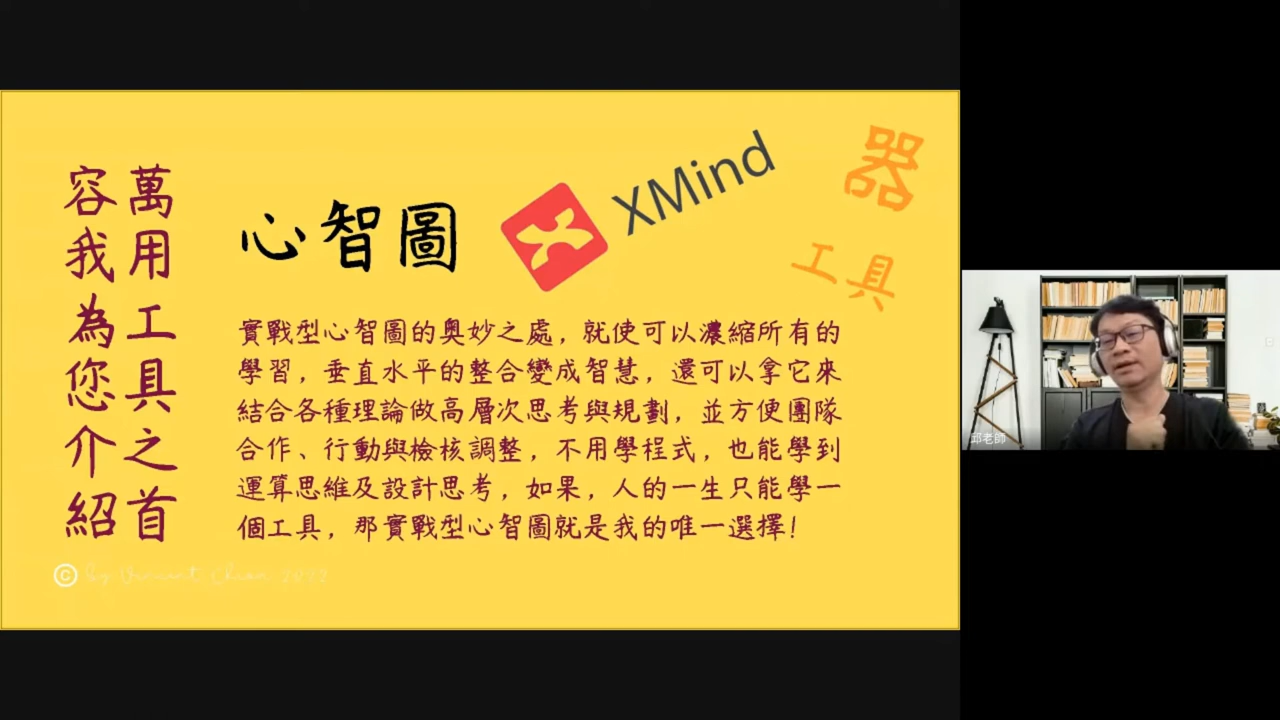 容我為您介紹
萬用工具之首
心智圖
XMind
器
工具
實戰型心智圖的奧妙之處，就使可以濃縮所有的
學習，垂直水平的整合變成智慧，還可以拿它來
結合各種理論做高層次思考與規劃，並方便團隊
合作、行動與檢核調整，不用學程式，也能學到
運算思維及設計思考，如果，人的一生只能學一
個工具，那實戰型心智圖就是我的唯一選擇！
© by Vincent 2022
邱老師